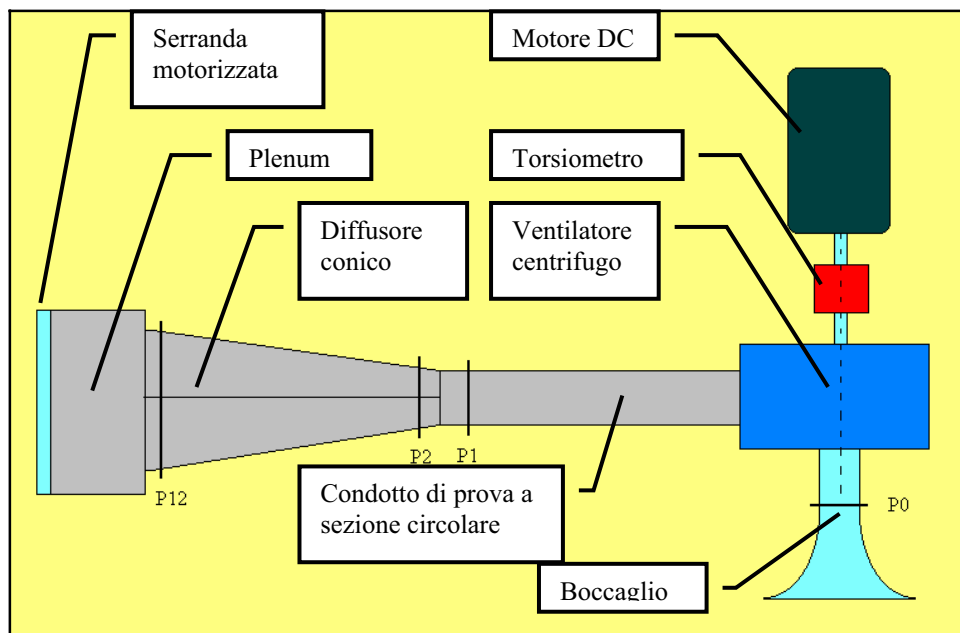 Serranda
motorizzata
Motore DC
Plenum
Torsiometro
Diffusore
conico
Ventilatore
centrifugo
P12
P2
P1
Condotto di prova a
sezione circolare
P0
Boccaglio